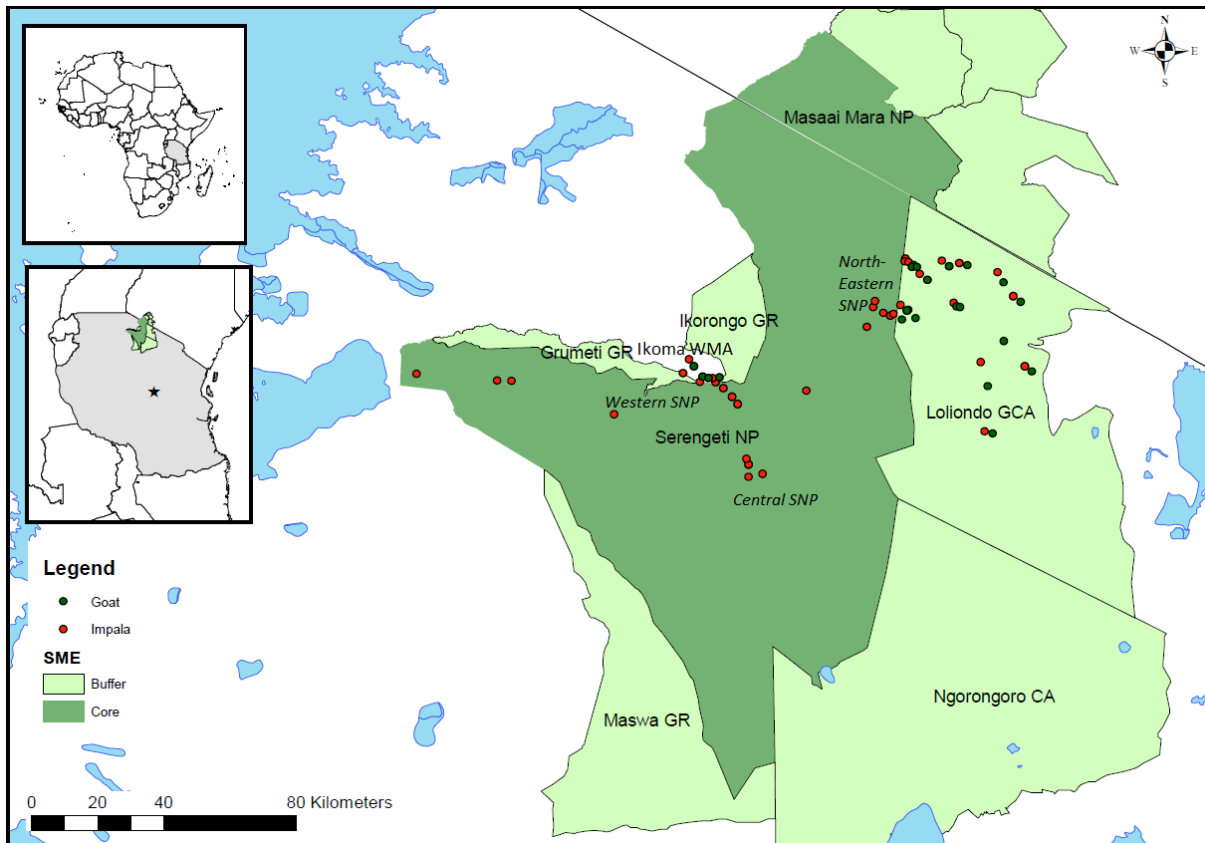 N
W
E
S
Masaai Mara NP
North-
Eastern
SNP
Ikorongo GR
Ikoma WMA
Grumeti GR
Western SNP
Loliondo GCA
Serengeti NP
Central SNP
Legend
Goat
Impala
SME
Buffer
Core
Ngorongoro CA
Maswa GR
0 20 40 80 Kilometers